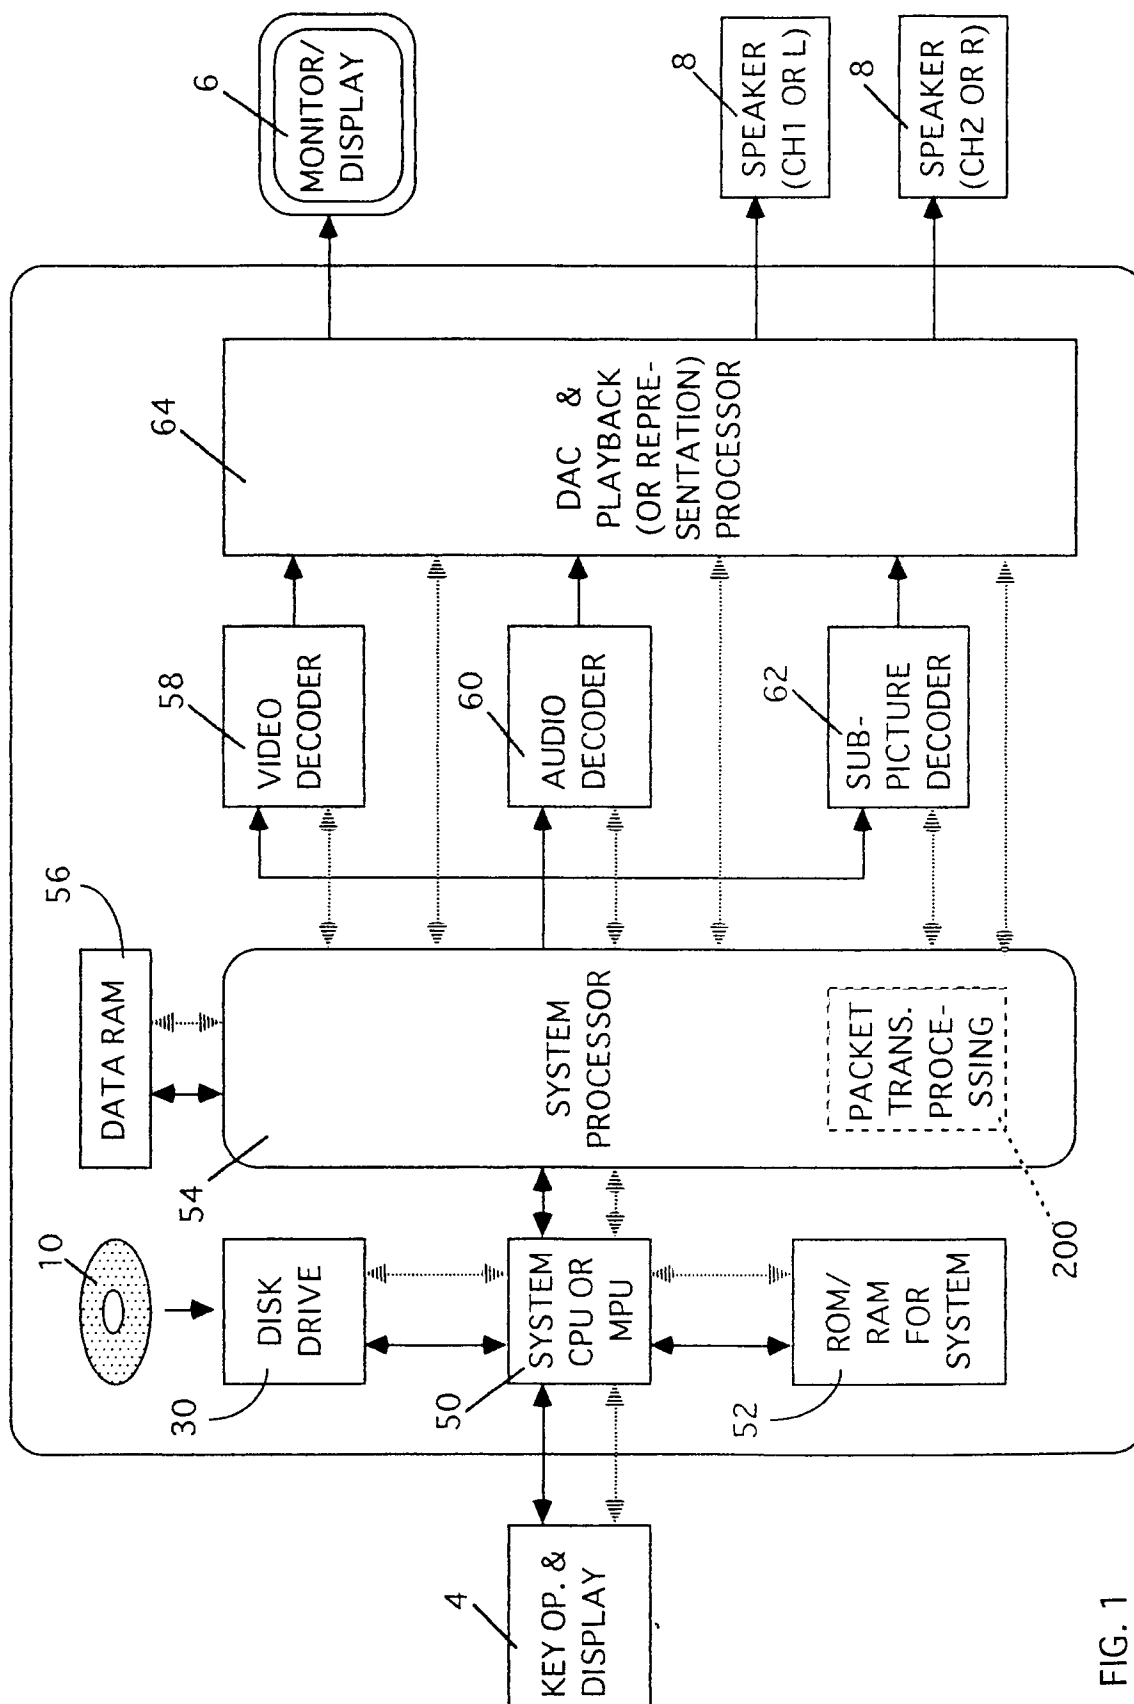 10
DISK
DRIVE
30
56
DATA RAM
54
SYSTEM
PROCESSOR
PACKET
TRANS.
PROCE-
SSING
200
4
KEY OP. &
DISPLAY
50
SYSTEM
CPU OR
MPU
52
ROM/
RAM
FOR
SYSTEM
58
VIDEO
DECODER
60
AUDIO
DECODER
62
SUB-
PICTURE
DECODER
64
DAC &
PLAYBACK
(OR REPRE-
SENTATION)
PROCESSOR
6
MONITOR/
DISPLAY
8
SPEAKER
(CH1 OR L)
8
SPEAKER
(CH2 OR R)
FIG. 1